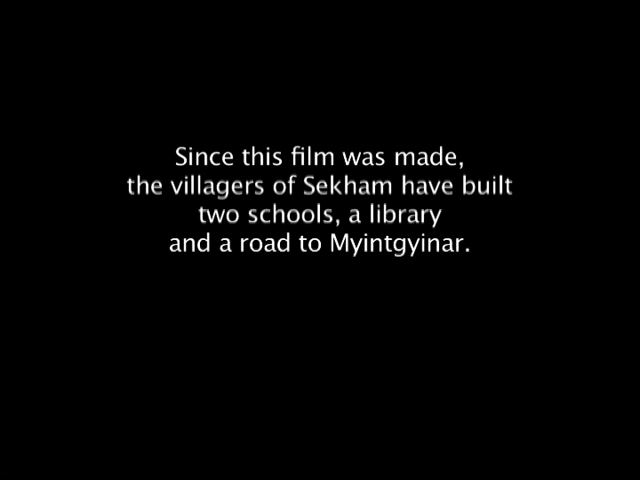 Since this film was made,
the villagers of Sekham have built
two schools, a library
and a road to Myintgyinar.